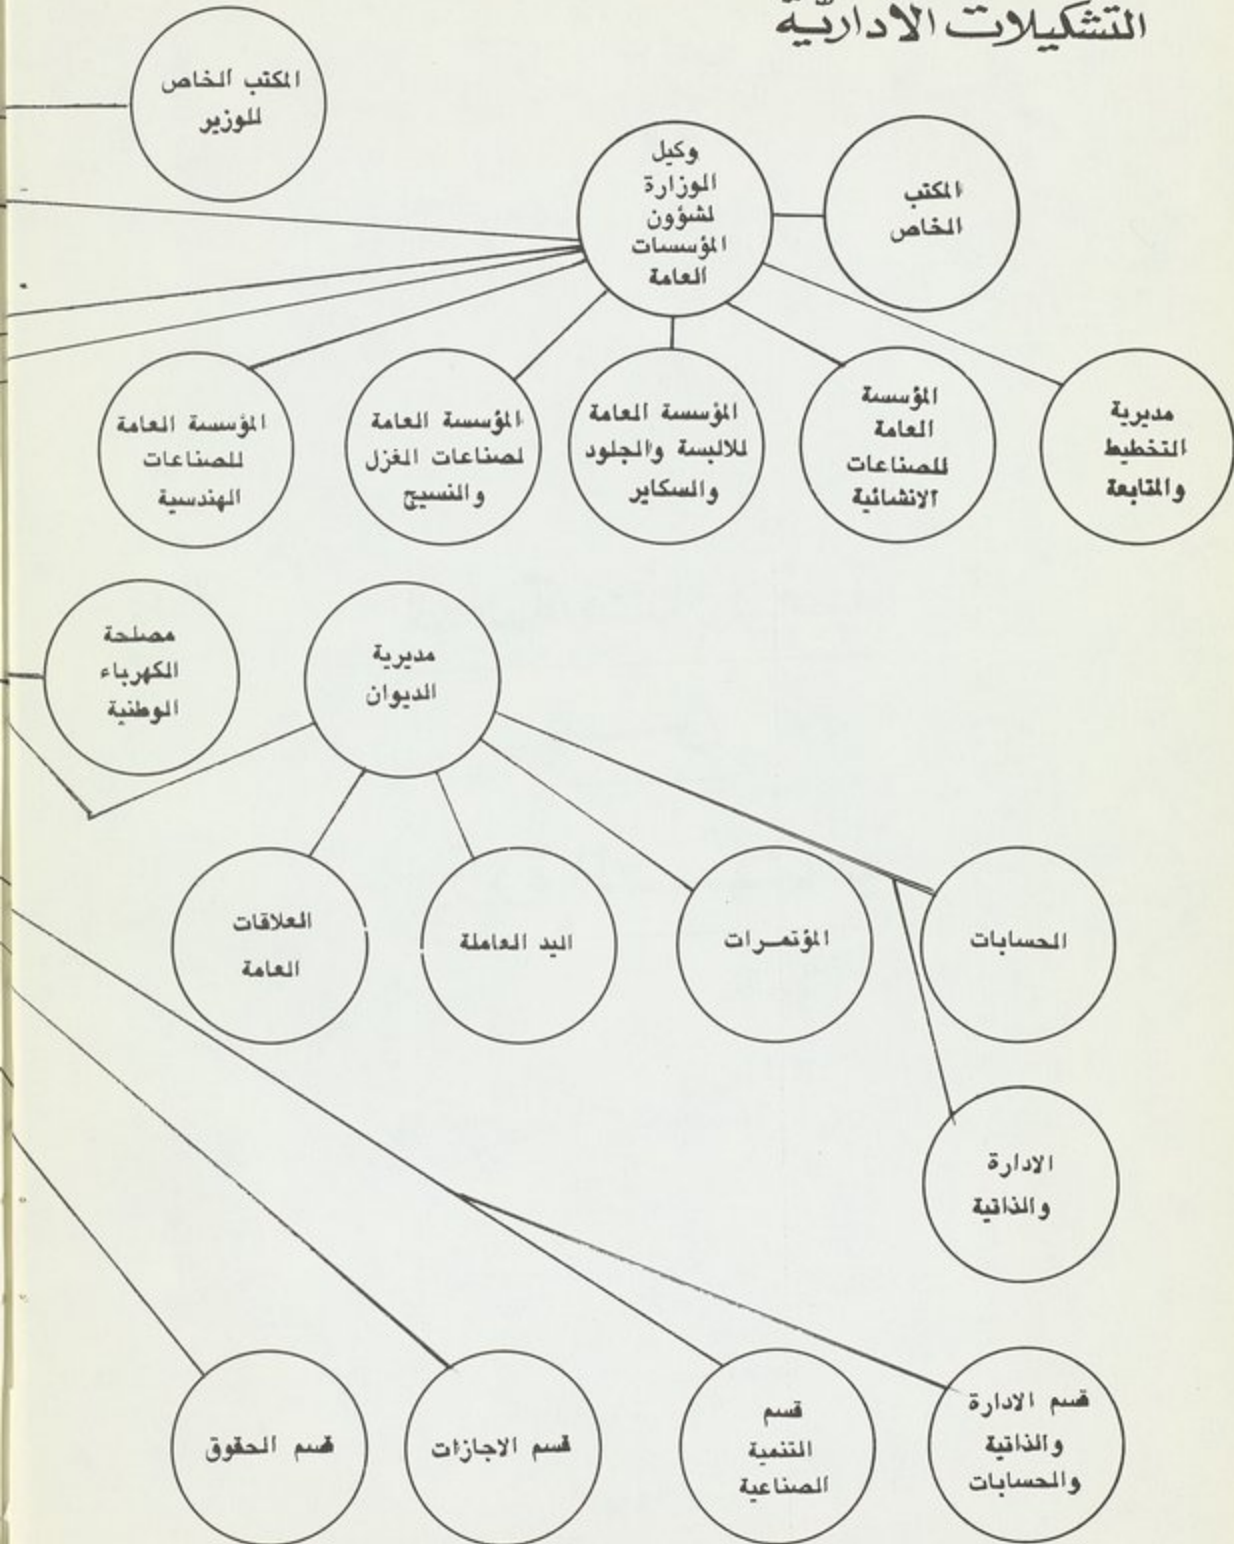 التشكيلات الادارية
المكتب الخاص
للوزير
وكيل
الوزارة
لشؤون
المؤسسات
العامة
المكتب
الخاص
مديرية
التخطيط
والمتابعة
المؤسسة
العامة
للصناعات
الانشائية
المؤسسة العامة
للالبسة والجلود
والسكاير
المؤسسة العامة
لصناعات الغزل
والنسيج
المؤسسة العامة
للصناعات
الهندسية
مديرية
الديوان
مصلحة
الكهرباء
الوطنية
الحسابات
المؤتمرات
اليد العاملة
العلاقات
العامة
الادارة
والذاتية
قسم الادارة
والذاتية
والحسابات
قسم
التنمية
الصناعية
قسم الاجازات
قسم الحقوق